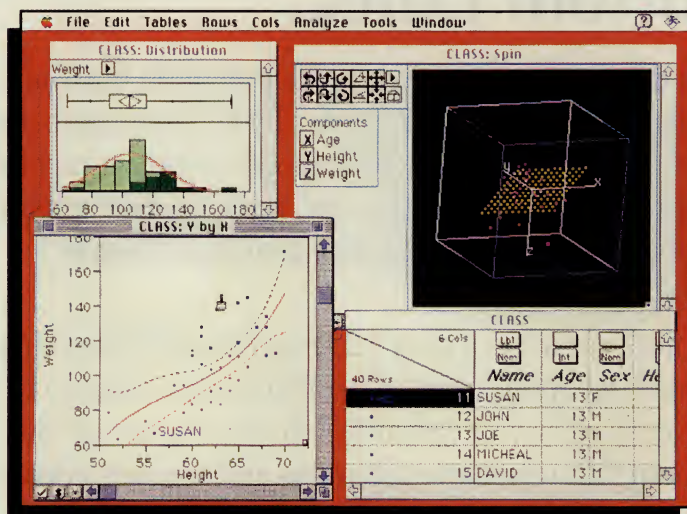 File Edit Tables Rows Cols Analyze Tools Window
CLASS: Distribution
Weight
60 80 100 120 140 160 180
CLASS: Spin
Components
X Age
Y Height
Z Weight
Y
X
Z
CLASS: Y by X
180
160
140
120
100
80
60
Weight
SUSAN
50 55 60 65 70
Height
CLASS
6 Cols
40 Rows
Lbl
Nom
Int
Nom
Name Age Sex He
11 SUSAN 13 F
12 JOHN 13 M
13 JOE 13 M
14 MICHEAL 13 M
15 DAVID 13 M